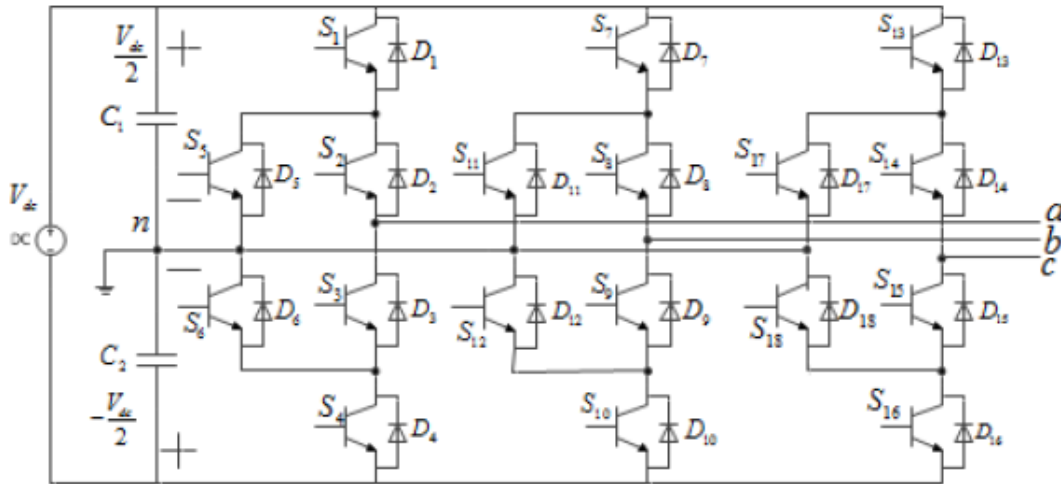 V_dc/2
+
S_1
D_1
S_7
D_7
S_13
D_13
C_1
S_5
D_5
S_2
D_2
S_11
D_11
S_8
D_8
S_17
D_17
S_14
D_14
−
V_dc
DC
+
-
n
a
b
c
−
S_6
D_6
S_3
D_3
S_12
D_12
S_9
D_9
S_18
D_18
S_15
D_15
C_2
-V_dc/2
+
S_4
D_4
S_10
D_10
S_16
D_16